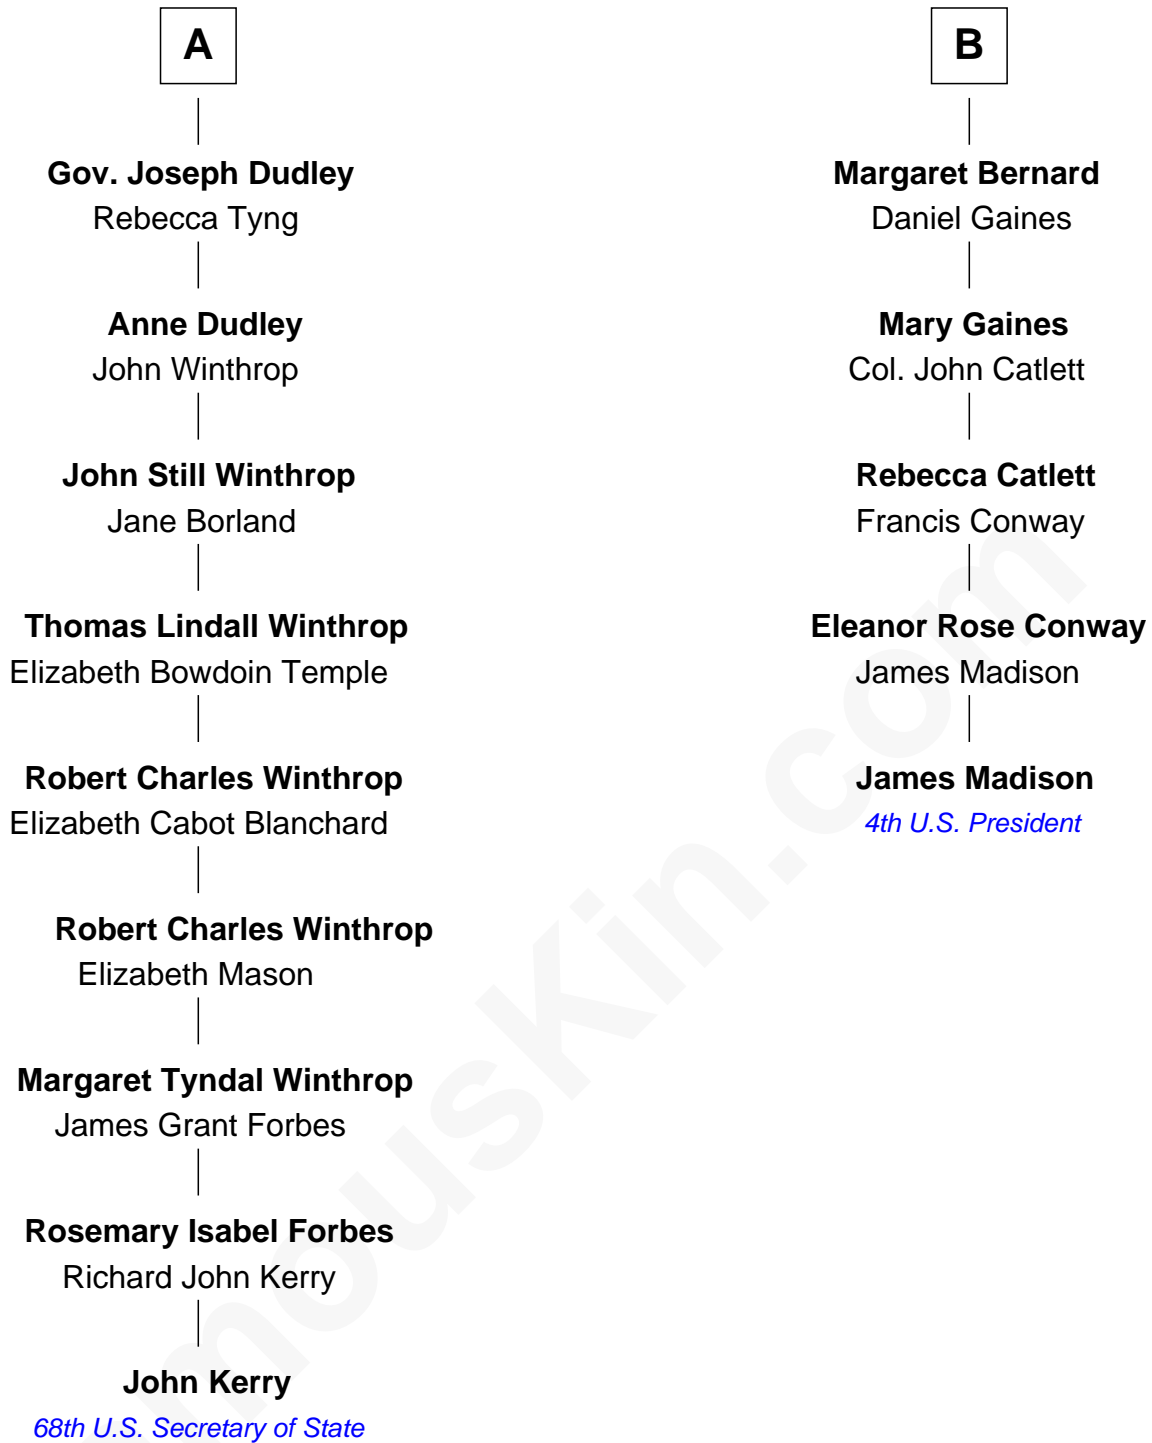 A
Gov. Joseph Dudley
Rebecca Tyng
Anne Dudley
John Winthrop
John Still Winthrop
Jane Borland
Thomas Lindall Winthrop
Elizabeth Bowdoin Temple
Robert Charles Winthrop
Elizabeth Cabot Blanchard
Robert Charles Winthrop
Elizabeth Mason
Margaret Tyndal Winthrop
James Grant Forbes
Rosemary Isabel Forbes
Richard John Kerry
John Kerry
68th U.S. Secretary of State
B
Margaret Bernard
Daniel Gaines
Mary Gaines
Col. John Catlett
Rebecca Catlett
Francis Conway
Eleanor Rose Conway
James Madison
James Madison
4th U.S. President
mouskin.com